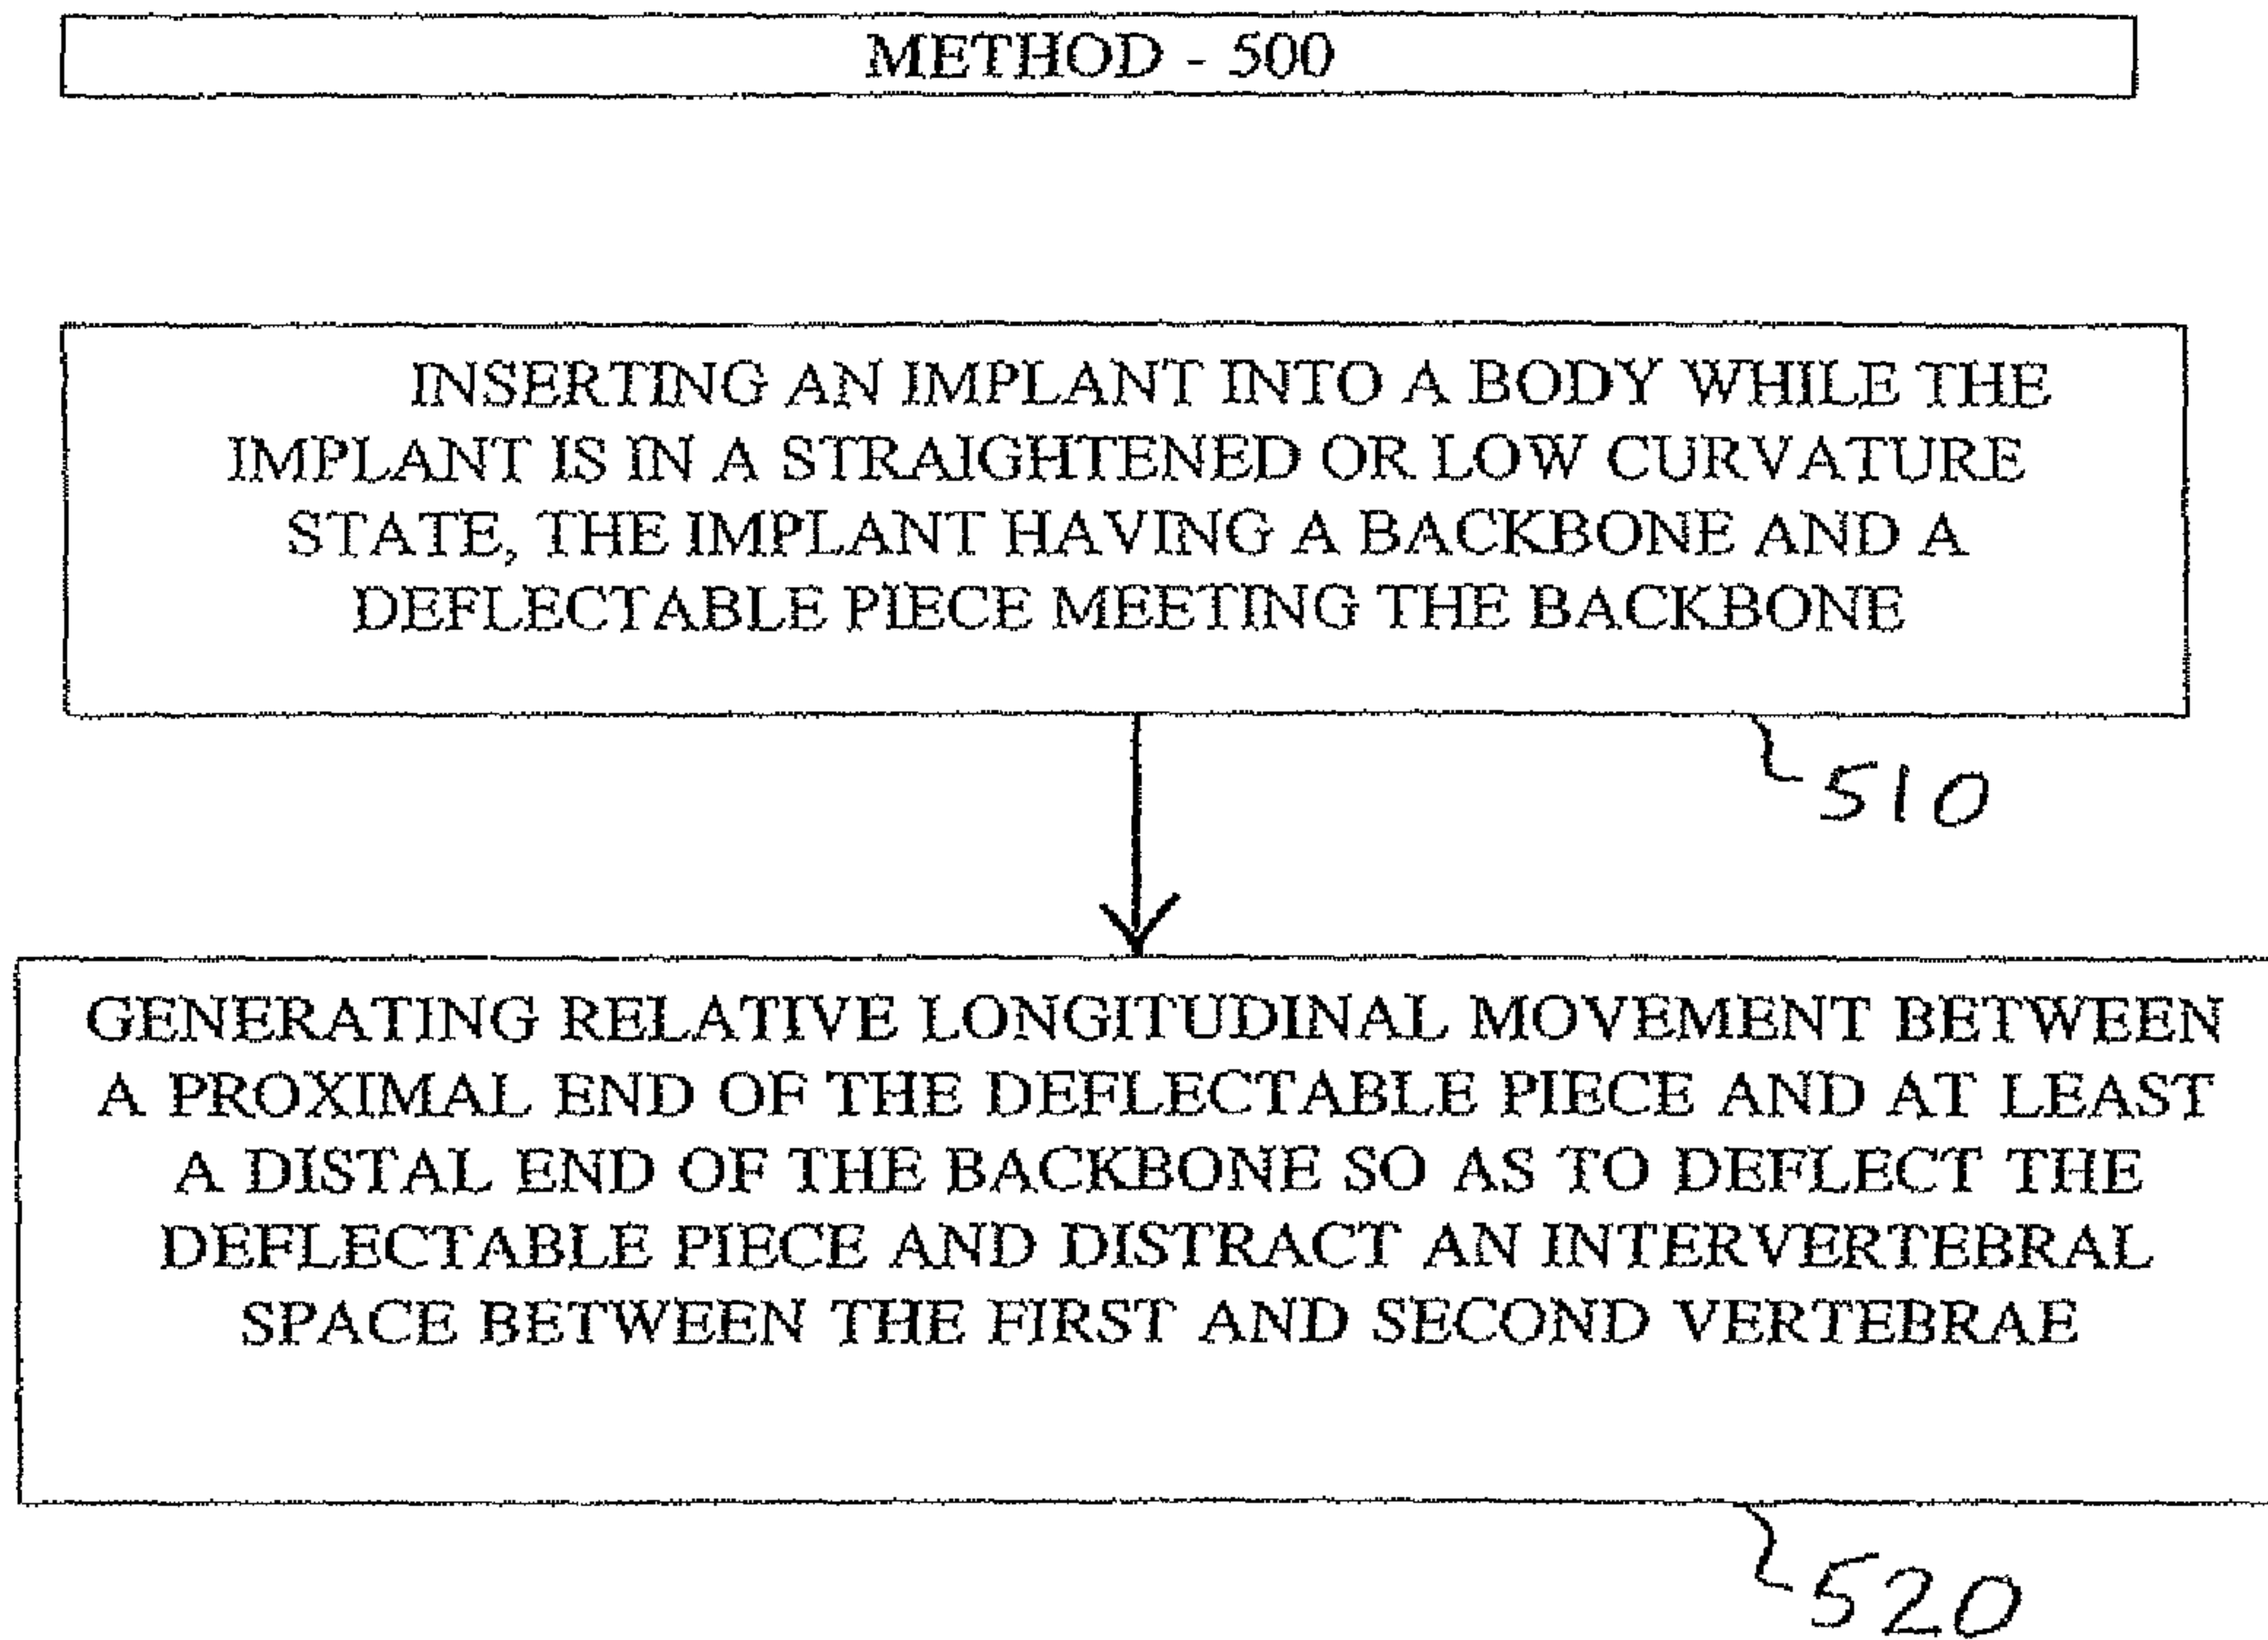 METHOD - 500
INSERTING AN IMPLANT INTO A BODY WHILE THE
IMPLANT IS IN A STRAIGHTENED OR LOW CURVATURE
STATE, THE IMPLANT HAVING A BACKBONE AND A
DEFLECTABLE PIECE MEETING THE BACKBONE
510
GENERATING RELATIVE LONGITUDINAL MOVEMENT BETWEEN
A PROXIMAL END OF THE DEFLECTABLE PIECE AND AT LEAST
A DISTAL END OF THE BACKBONE SO AS TO DEFLECT THE
DEFLECTABLE PIECE AND DISTRACT AN INTERVERTEBRAL
SPACE BETWEEN THE FIRST AND SECOND VERTEBRAE
520